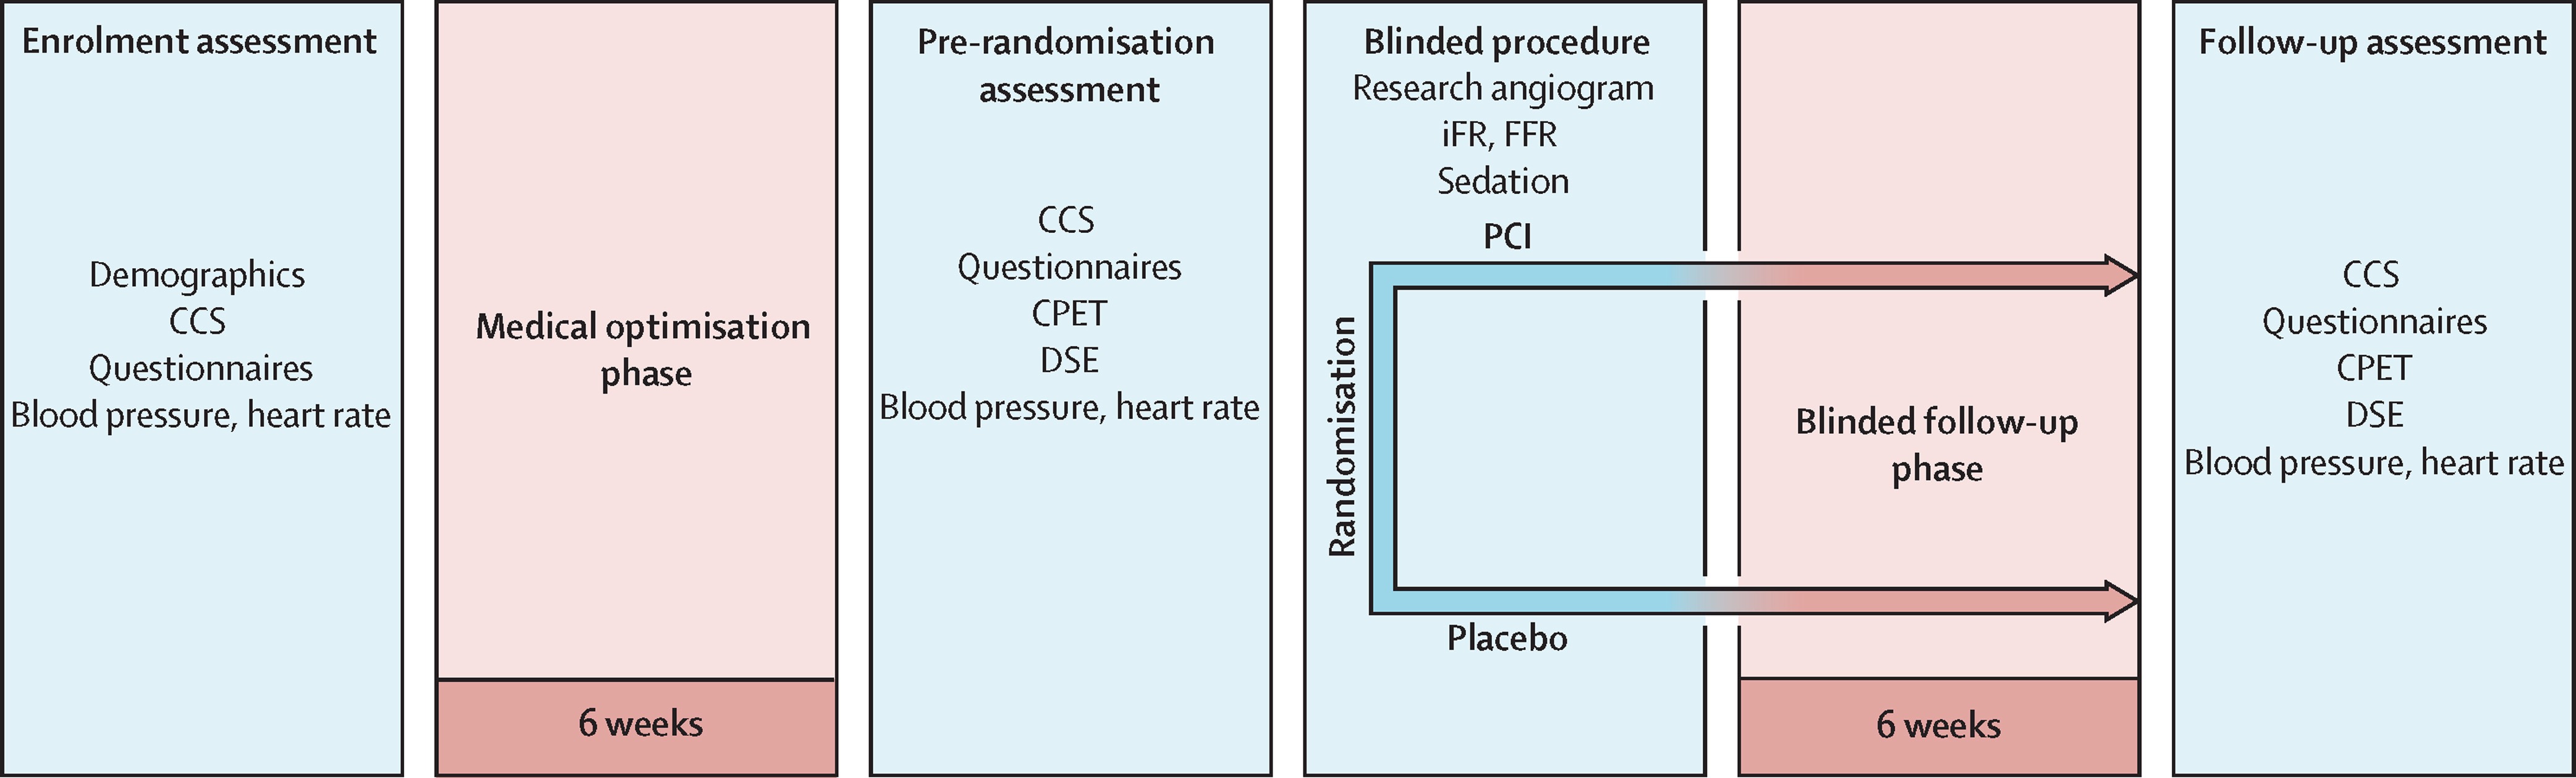 Enrolment assessment
Demographics
CCS
Questionnaires
Blood pressure, heart rate
Medical optimisation
phase
6 weeks
Pre-randomisation
assessment
CCS
Questionnaires
CPET
DSE
Blood pressure, heart rate
Blinded procedure
Research angiogram
iFR, FFR
Sedation
PCI
Randomisation
Placebo
Blinded follow-up
phase
6 weeks
Follow-up assessment
CCS
Questionnaires
CPET
DSE
Blood pressure, heart rate